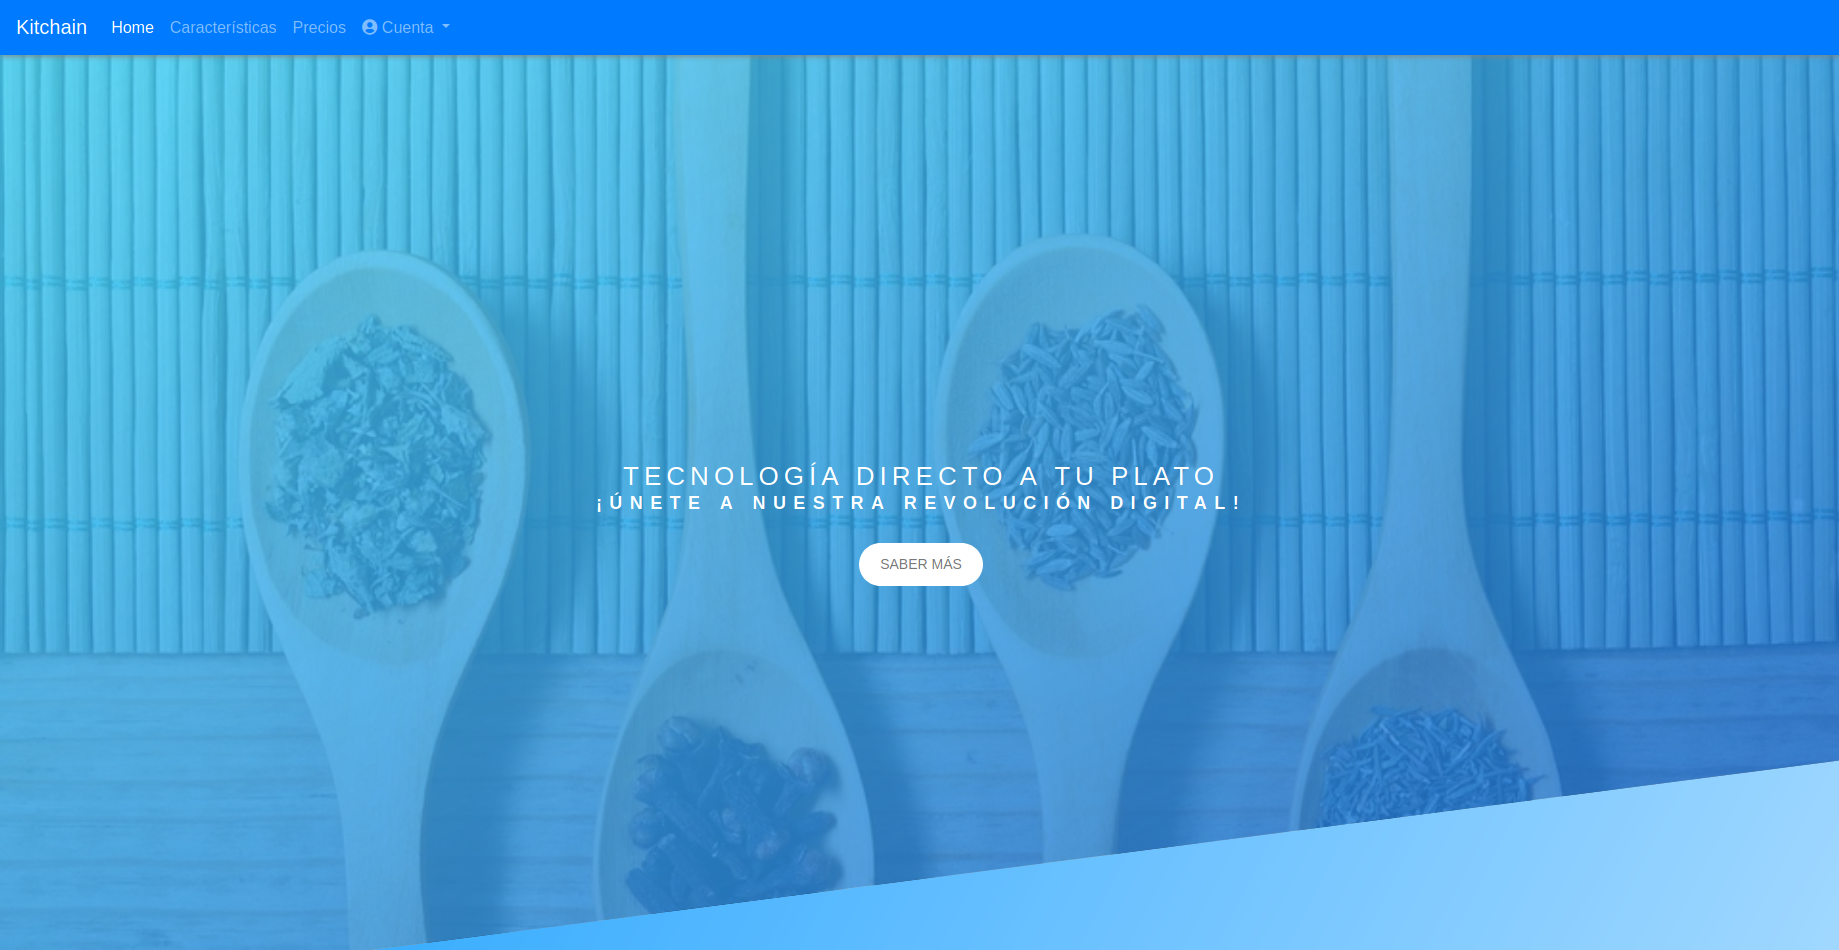 Kitchain Home Características Precios Cuenta
TECNOLOGÍA DIRECTO A TU PLATO
¡ÚNETE A NUESTRA REVOLUCIÓN DIGITAL!
SABER MÁS